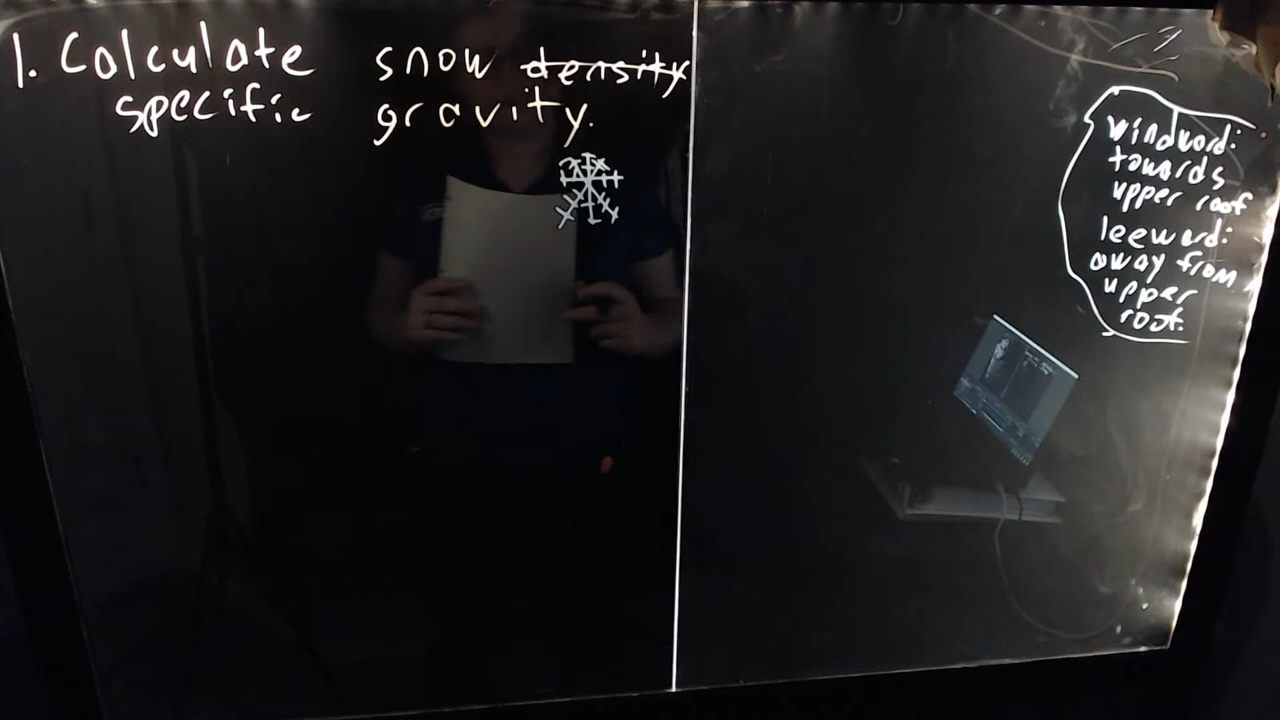 1. Calculate snow density
specific gravity.
windward:
towards
upper roof
leeward:
away from
upper
roof.